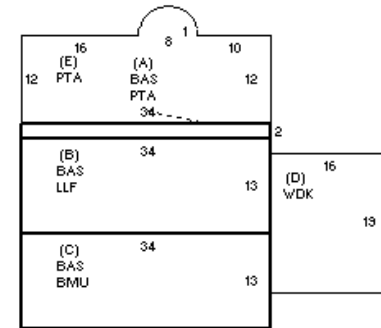 1
16 8 10
(E) (A)
12 PTA BAS 12
PTA
34
2
(B) 34
BAS
LLF 13
16
(D)
WDK
19
(C) 34
BAS
BMU 13